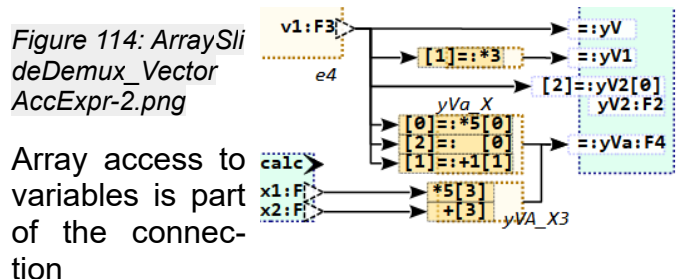 Figure 114: ArraySli
deDemux_Vector
AccExpr-2.png
Array access to
variables is part
of the connec-
tion
v1:F3
e4
=:yV
[1]=:*3
=:yV1
[2]=:yV2[0]
yV2:F2
yVa_X
[0]=:*5[0]
[2]=: [0]
[1]=:+1[1]
=:yVa:F4
calc
x1:F
x2:F
*5[3]
+[3]
yVA_X3